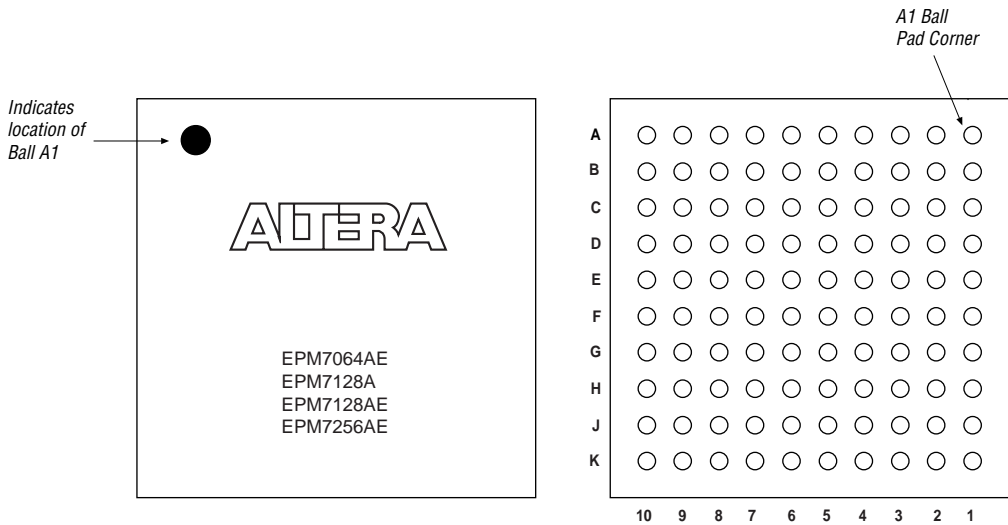 A1 Ball
Pad Corner
Indicates
location of
Ball A1
ALTERA
EPM7064AE
EPM7128A
EPM7128AE
EPM7256AE
A
B
C
D
E
F
G
H
J
K
10 9 8 7 6 5 4 3 2 1